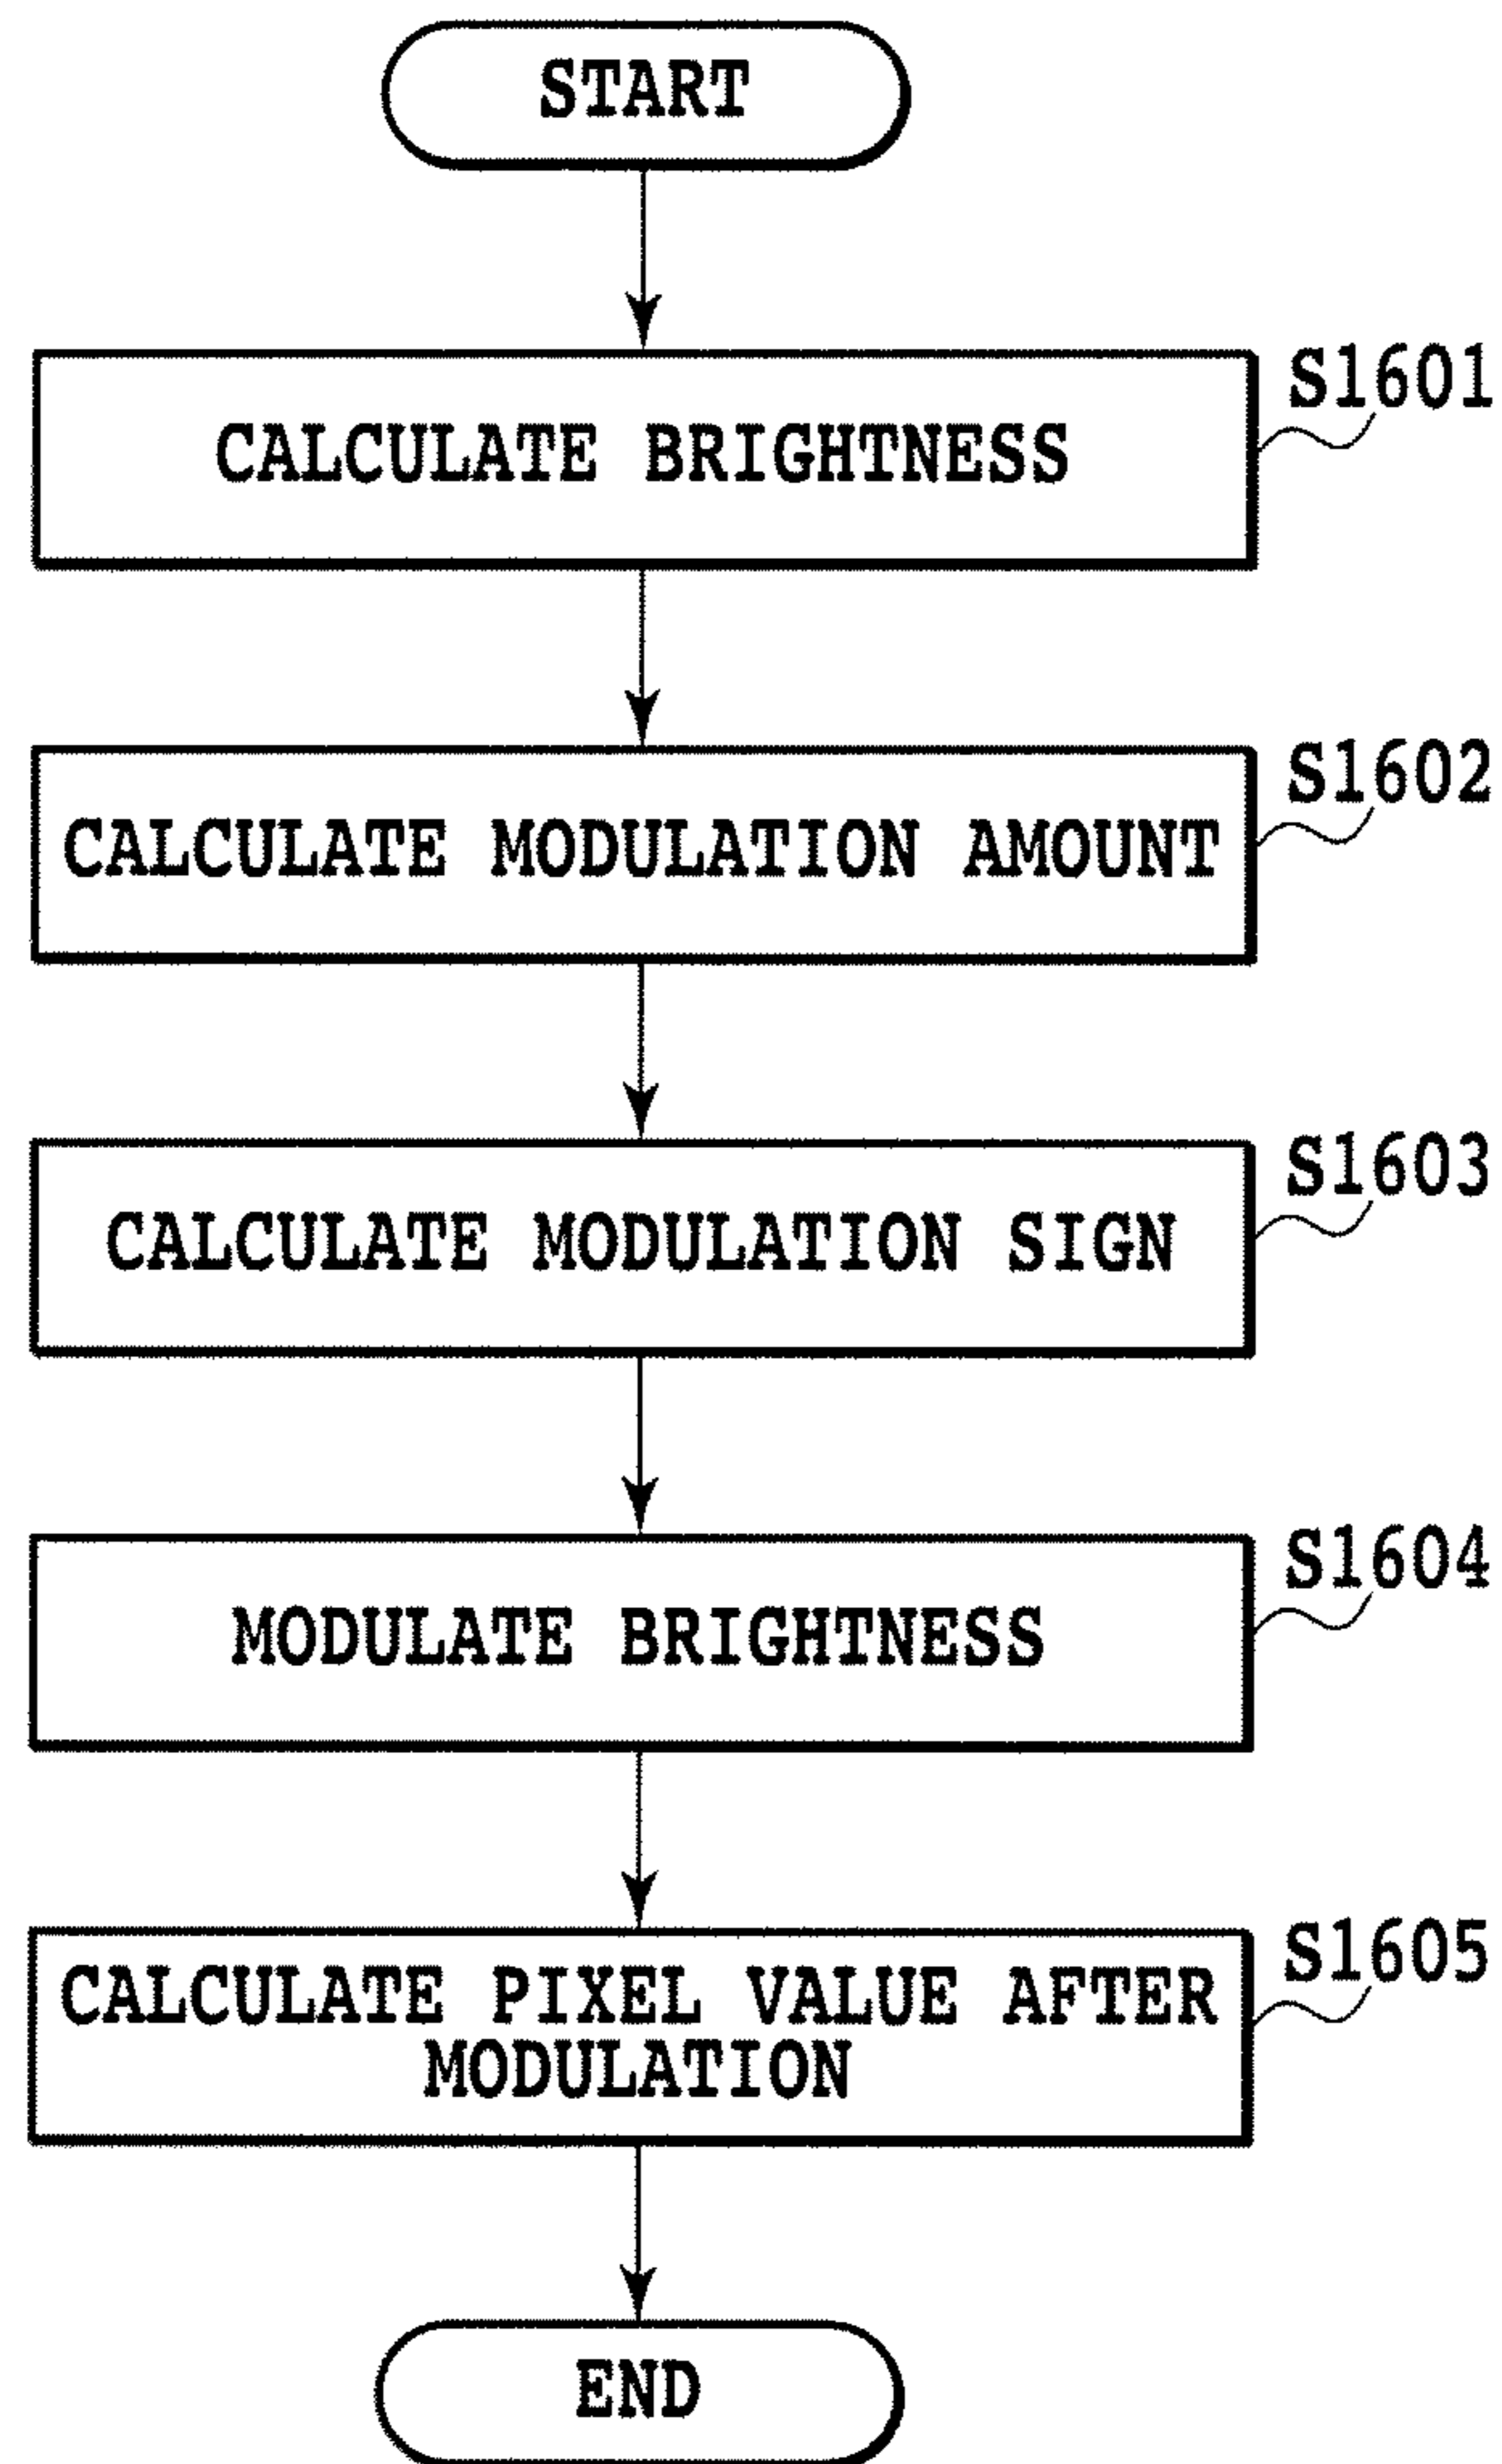 START
CALCULATE BRIGHTNESS
S1601
CALCULATE MODULATION AMOUNT
S1602
CALCULATE MODULATION SIGN
S1603
MODULATE BRIGHTNESS
S1604
CALCULATE PIXEL VALUE AFTER
MODULATION
S1605
END